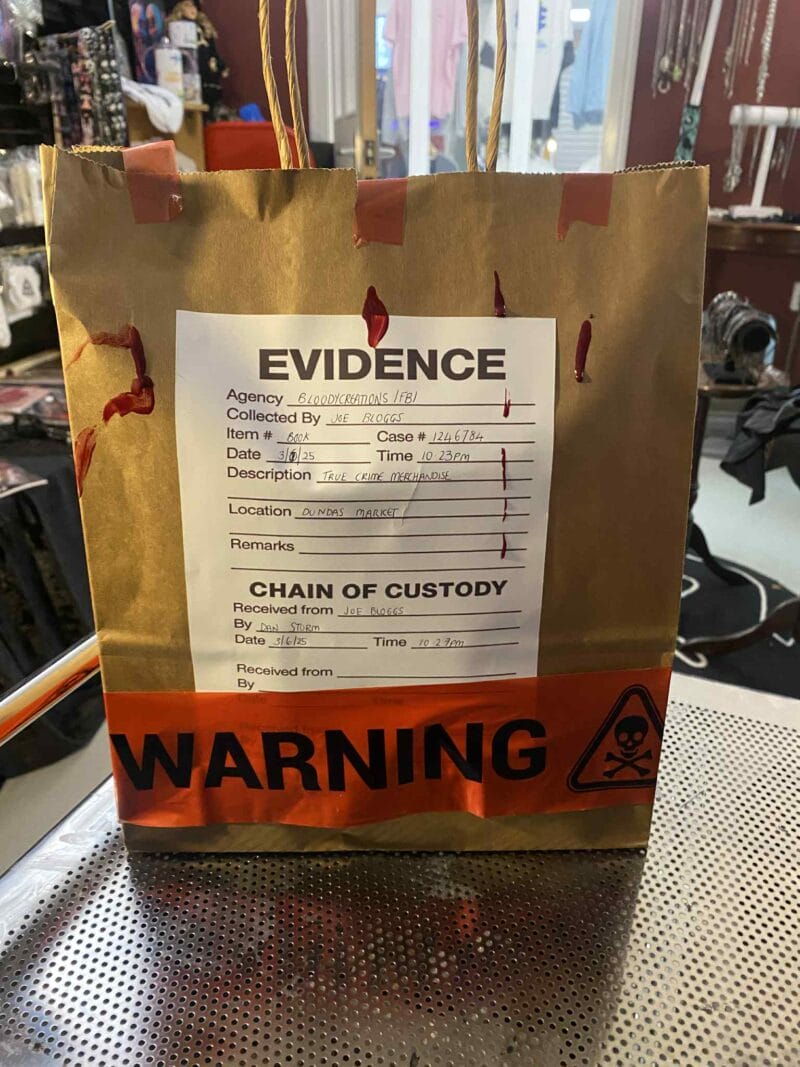 EVIDENCE
Agency BLOODYCREATIONS /FBI
Collected By JOE BLOGGS
Item # BOOK Case # 1246784
Date 3/6/25 Time 10:23PM
Description TRUE CRIME MERCHANDISE
Location DUNDAS MARKET
Remarks
CHAIN OF CUSTODY
Received from JOE BLOGGS
By DAN STORM
Date 3/6/25 Time 10:27PM
Received from
By
Date Time
WARNING